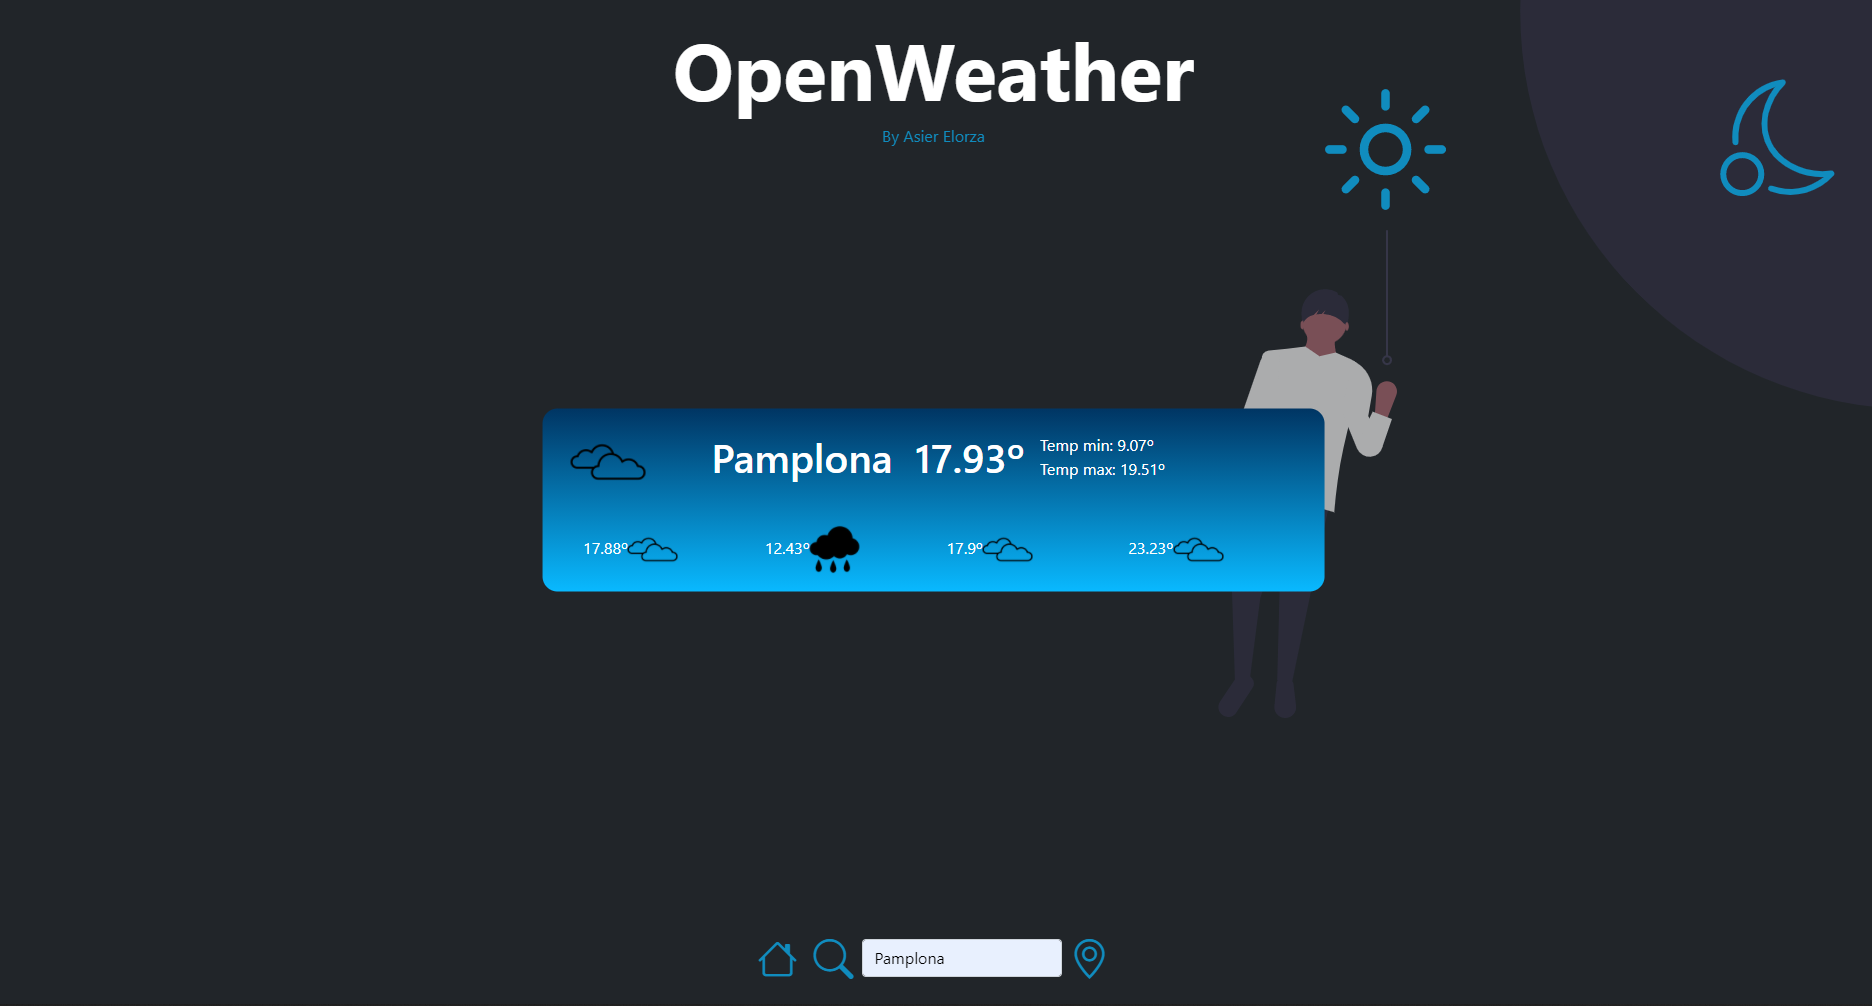 OpenWeather
By Asier Elorza
Pamplona 17.93º
Temp min: 9.07º
Temp max: 19.51º
17.88º 12.43º 17.9º 23.23º
Pamplona